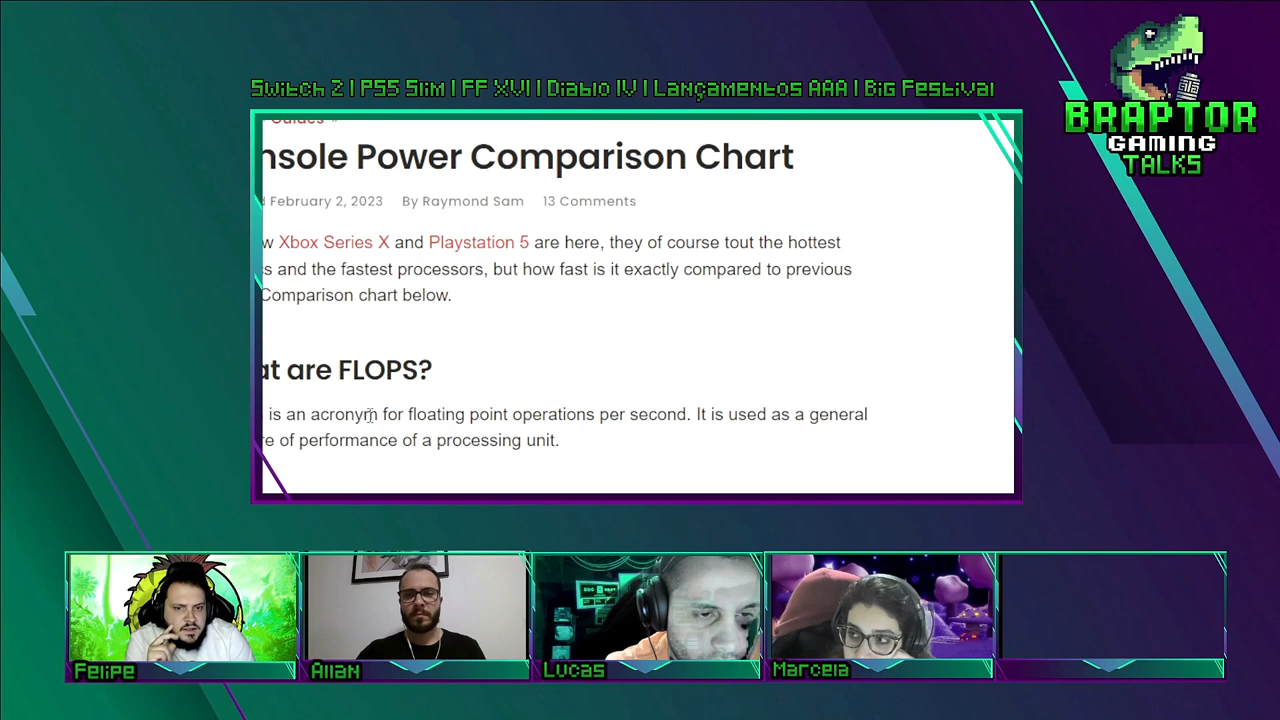 Switch 2 | PS5 Slim | FF XVI | Diablo IV | Lançamentos AAA | Big Festival
BRAPTOR
GAMING
TALKS
Guides »
nsole Power Comparison Chart
d February 2, 2023 By Raymond Sam 13 Comments
w Xbox Series X and Playstation 5 are here, they of course tout the hottest
s and the fastest processors, but how fast is it exactly compared to previous
Comparison chart below.
at are FLOPS?
is an acronym for floating point operations per second. It is used as a general
re of performance of a processing unit.
Felipe
Allan
Lucas
Marcela